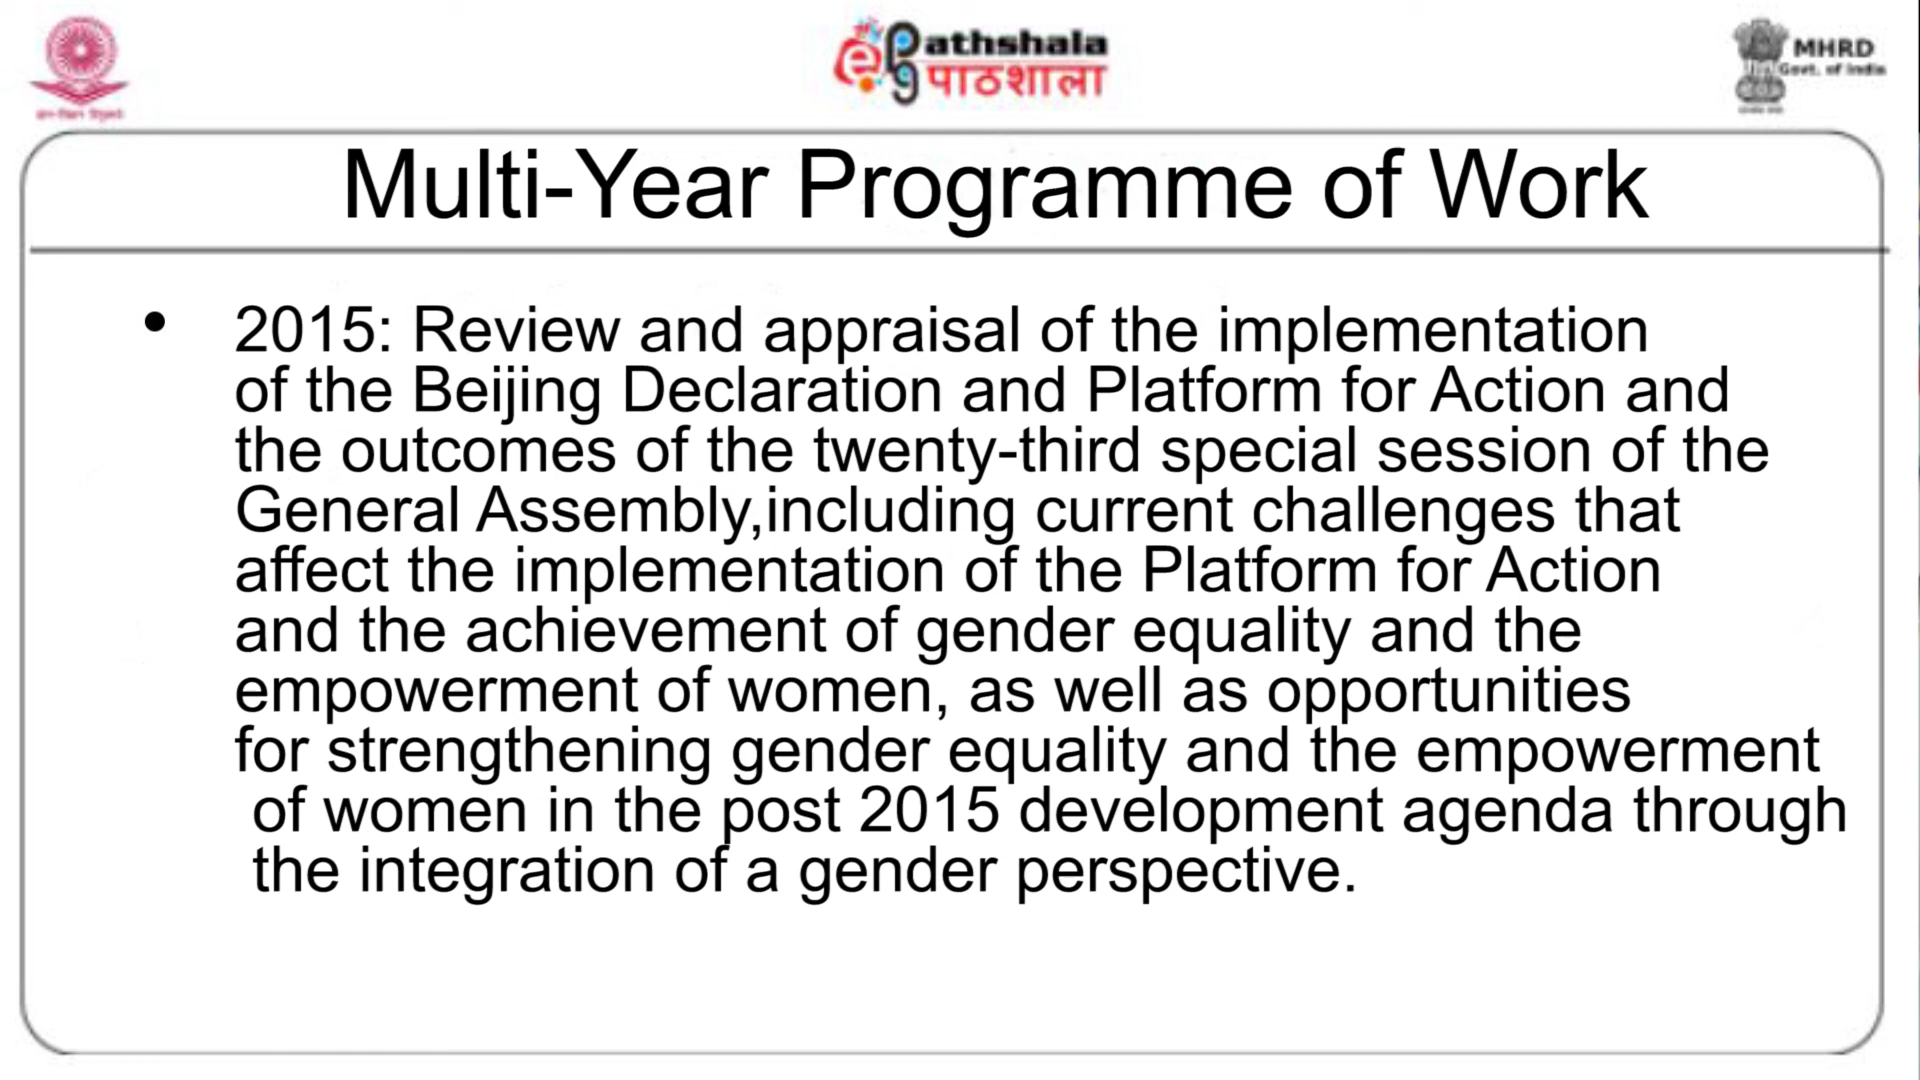 Pathshala
पाठशाला
MHRD
Govt. of India
Multi-Year Programme of Work
• 2015: Review and appraisal of the implementation
of the Beijing Declaration and Platform for Action and
the outcomes of the twenty-third special session of the
General Assembly,including current challenges that
affect the implementation of the Platform for Action
and the achievement of gender equality and the
empowerment of women, as well as opportunities
for strengthening gender equality and the empowerment
of women in the post 2015 development agenda through
the integration of a gender perspective.